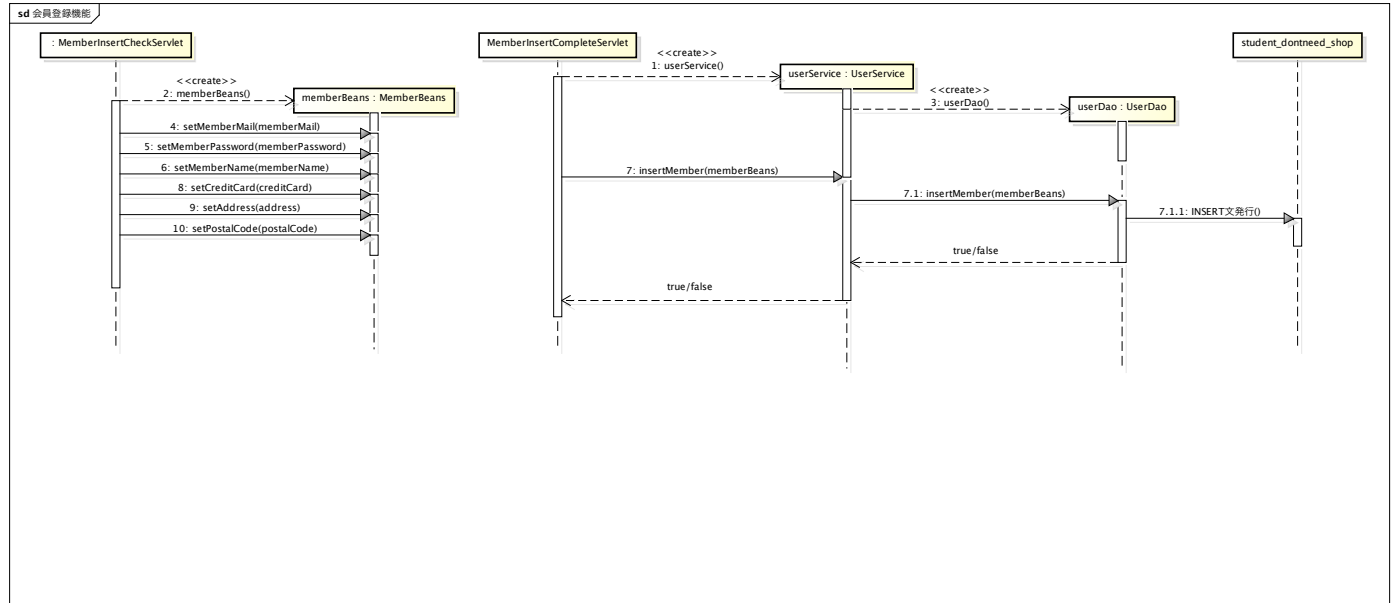 sd 会員登録機能
: MemberInsertCheckServlet
MemberInsertCompleteServlet
student_dontneed_shop
<<create>>
1: userService()
userService : UserService
<<create>>
2: memberBeans()
memberBeans : MemberBeans
<<create>>
3: userDao()
userDao : UserDao
4: setMemberMail(memberMail)
5: setMemberPassword(memberPassword)
6: setMemberName(memberName)
7: insertMember(memberBeans)
8: setCreditCard(creditCard)
7.1: insertMember(memberBeans)
9: setAddress(address)
7.1.1: INSERT文発行()
10: setPostalCode(postalCode)
true/false
true/false